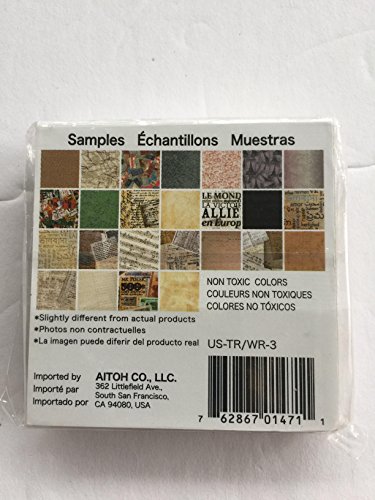 Samples Échantillons Muestras
LE MOND
LA VICTOIRE
ALLIE
en Europ
NON TOXIC COLORS
COULEURS NON TOXIQUES
COLORES NO TÓXICOS
•Slightly different from actual products
•Photos non contractuelles
•La imagen puede diferir del producto real
US-TR/WR-3
Imported by
Importé par
Importado por
AITOH CO., LLC.
362 Littlefield Ave.,
South San Francisco,
CA 94080, USA
7 62867 01471 1